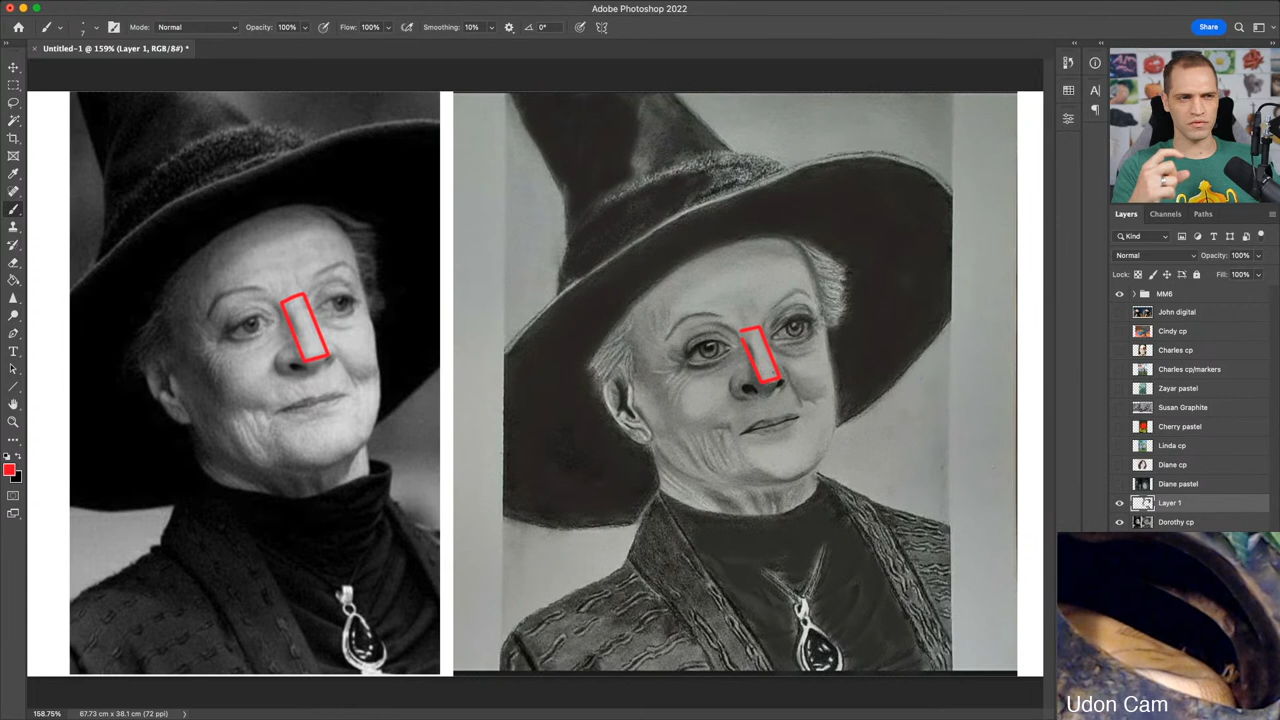 Adobe Photoshop 2022
7 Mode: Normal Opacity: 100% Flow: 100% Smoothing: 10% 0° Share
× Untitled-1 @ 159% (Layer 1, RGB/8#) *
Layers Channels Paths
Kind
Normal Opacity: 100%
Lock: Fill: 100%
MM6
John digital
Cindy cp
Charles cp
Charles cp/markers
Zayar pastel
Susan Graphite
Cherry pastel
Linda cp
Diane cp
Diane pastel
Layer 1
Dorothy cp
Udon Cam
158.75% 67.73 cm x 38.1 cm (72 ppi)